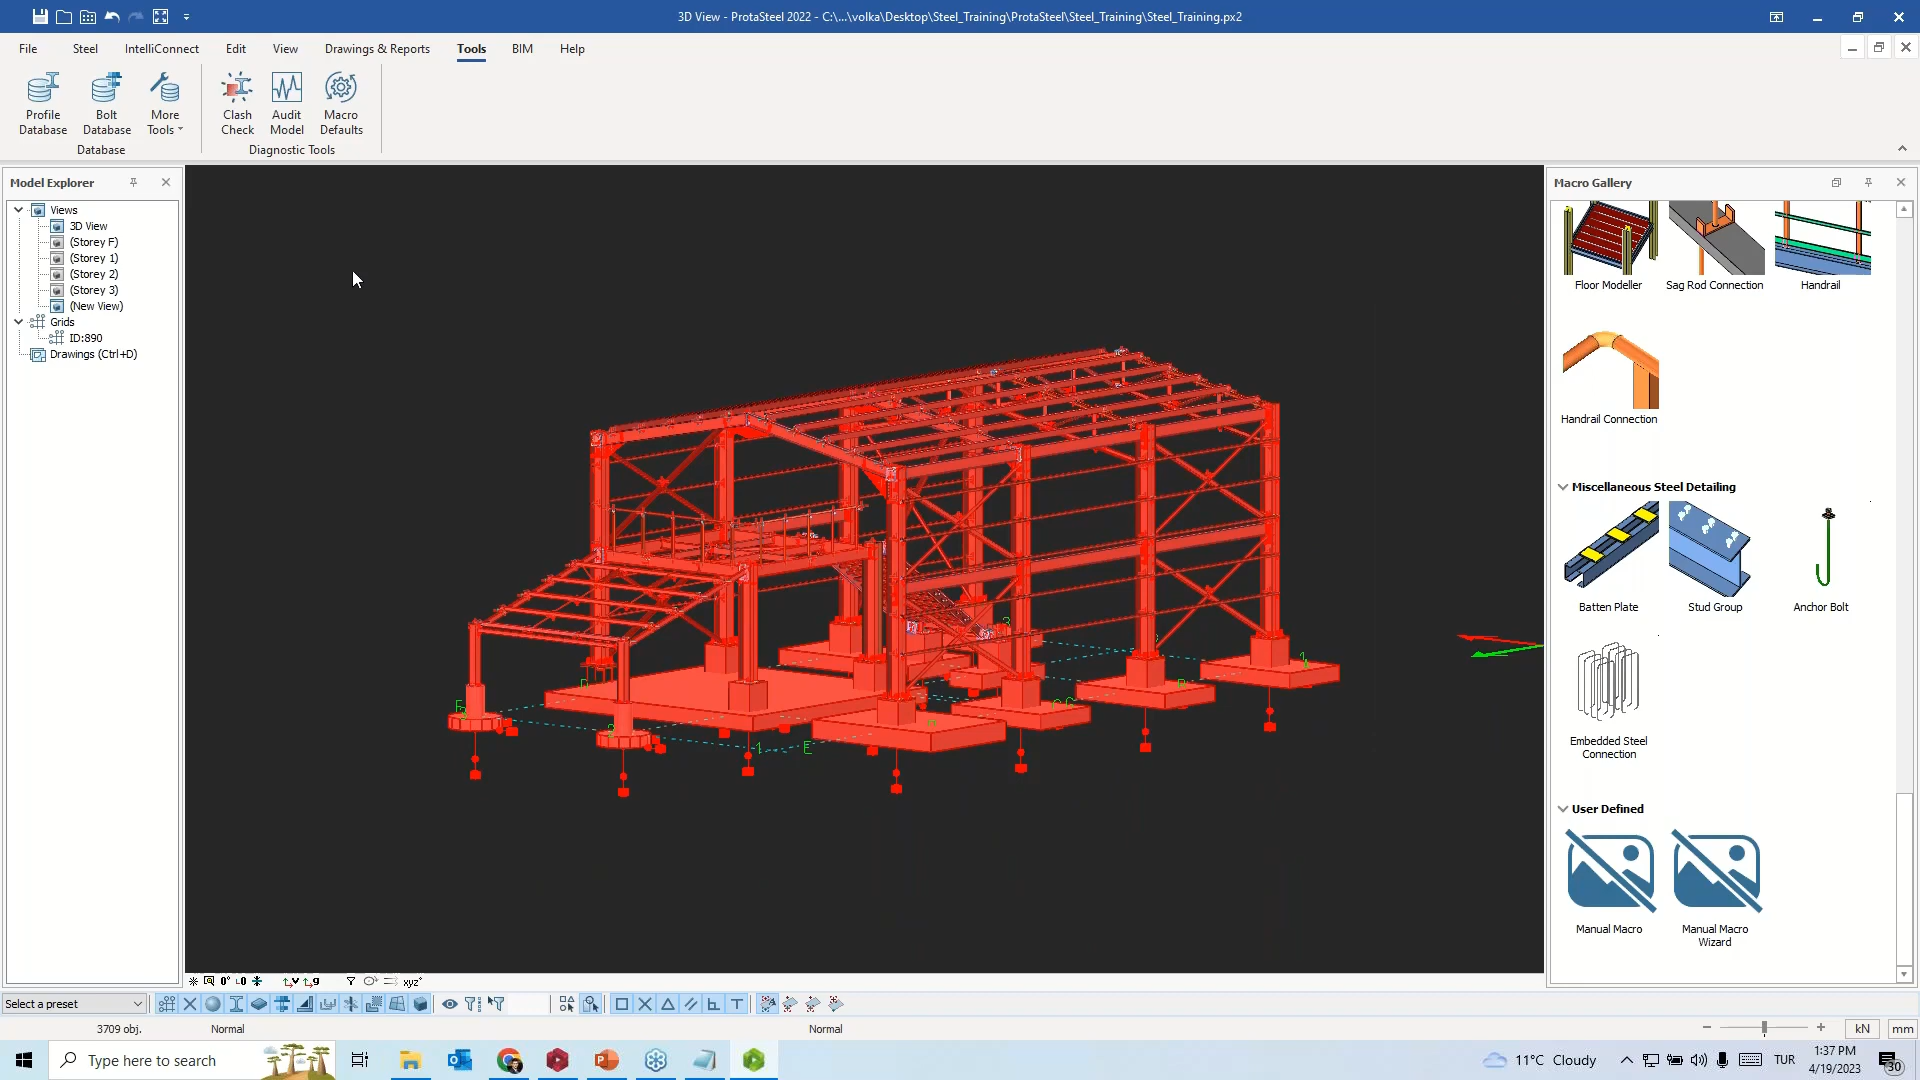 3D View - ProtaSteel 2022 - C:\...\volka\Desktop\Steel_Training\ProtaSteel\Steel_Training\Steel_Training.px2
File Steel IntelliConnect Edit View Drawings & Reports Tools BIM Help
Profile Database
Bolt Database
More Tools
Clash Check
Audit Model
Macro Defaults
Database
Diagnostic Tools
Model Explorer
Views
3D View
(Storey F)
(Storey 1)
(Storey 2)
(Storey 3)
(New View)
Grids
ID:890
Drawings (Ctrl+D)
Macro Gallery
Floor Modeller
Sag Rod Connection
Handrail
Handrail Connection
Miscellaneous Steel Detailing
Batten Plate
Stud Group
Anchor Bolt
Embedded Steel
Connection
User Defined
Manual Macro
Manual Macro
Wizard
1
E
xyz
Select a preset
3709 obj.
Normal
Normal
kN
mm
Type here to search
11°C Cloudy
TUR
1:37 PM
4/19/2023
30